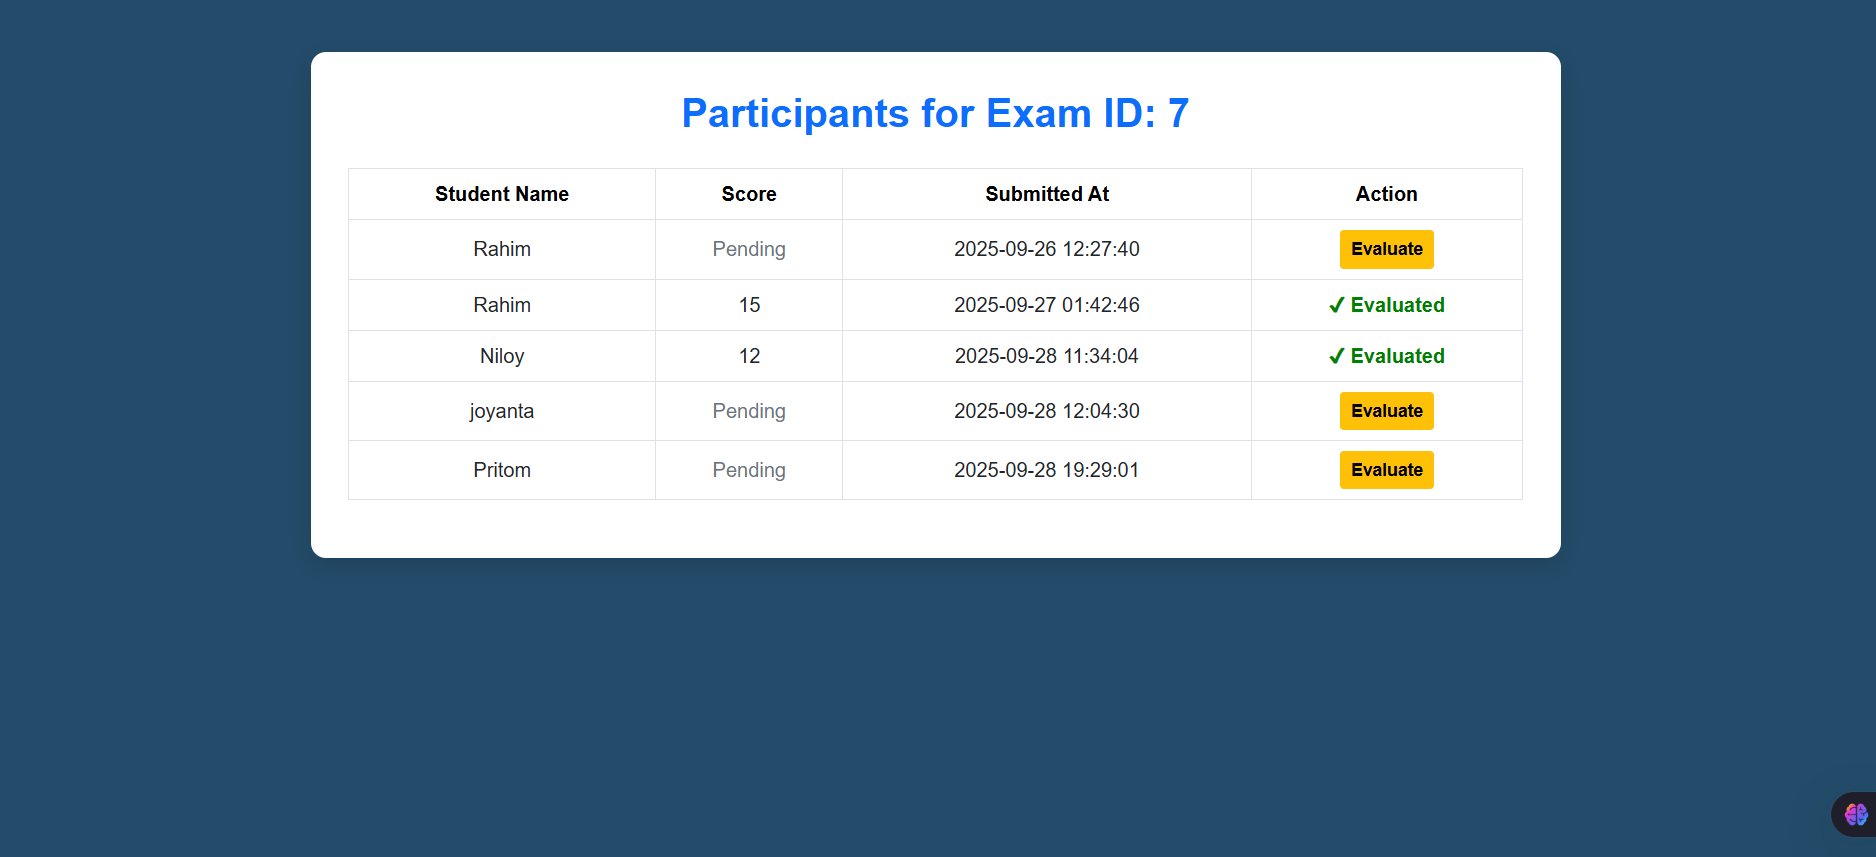 Participants for Exam ID: 7
Student Name Score Submitted At Action
Rahim Pending 2025-09-26 12:27:40 Evaluate
Rahim 15 2025-09-27 01:42:46 ✔ Evaluated
Niloy 12 2025-09-28 11:34:04 ✔ Evaluated
joyanta Pending 2025-09-28 12:04:30 Evaluate
Pritom Pending 2025-09-28 19:29:01 Evaluate